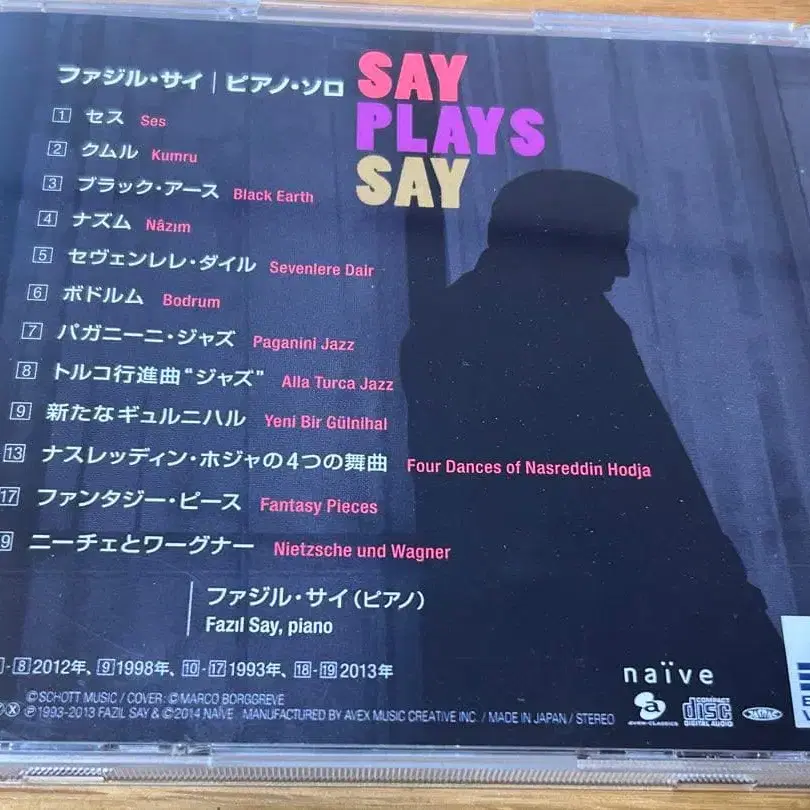 ファジル・サイ | ピアノ・ソロ
SAY
PLAYS
SAY
1 セス Ses
2 クムル Kumru
3 ブラック・アース Black Earth
4 ナズム Nâzım
5 セヴェンレレ・ダイル Sevenlere Dair
6 ボドルム Bodrum
7 パガニーニ・ジャズ Paganini Jazz
8 トルコ行進曲“ジャズ” Alla Turca Jazz
9 新たなギュルニハル Yeni Bir Gülnihal
13 ナスレッディン・ホジャの4つの舞曲 Four Dances of Nasreddin Hodja
17 ファンタジー・ピース Fantasy Pieces
9 ニーチェとワーグナー Nietzsche und Wagner
ファジル・サイ（ピアノ）
Fazıl Say, piano
-8 2012年、9 1998年、10-17 1993年、18-19 2013年
©SCHOTT MUSIC / COVER: ©MARCO BORGGREVE
Ⓧ ℗1993-2013 FAZIL SAY & ©2014 NAÏVE MANUFACTURED BY AVEX MUSIC CREATIVE INC. / MADE IN JAPAN / STEREO
naïve
a
AVEX-CLASSICS
COMPACT
disc
DIGITAL AUDIO
JASRAC